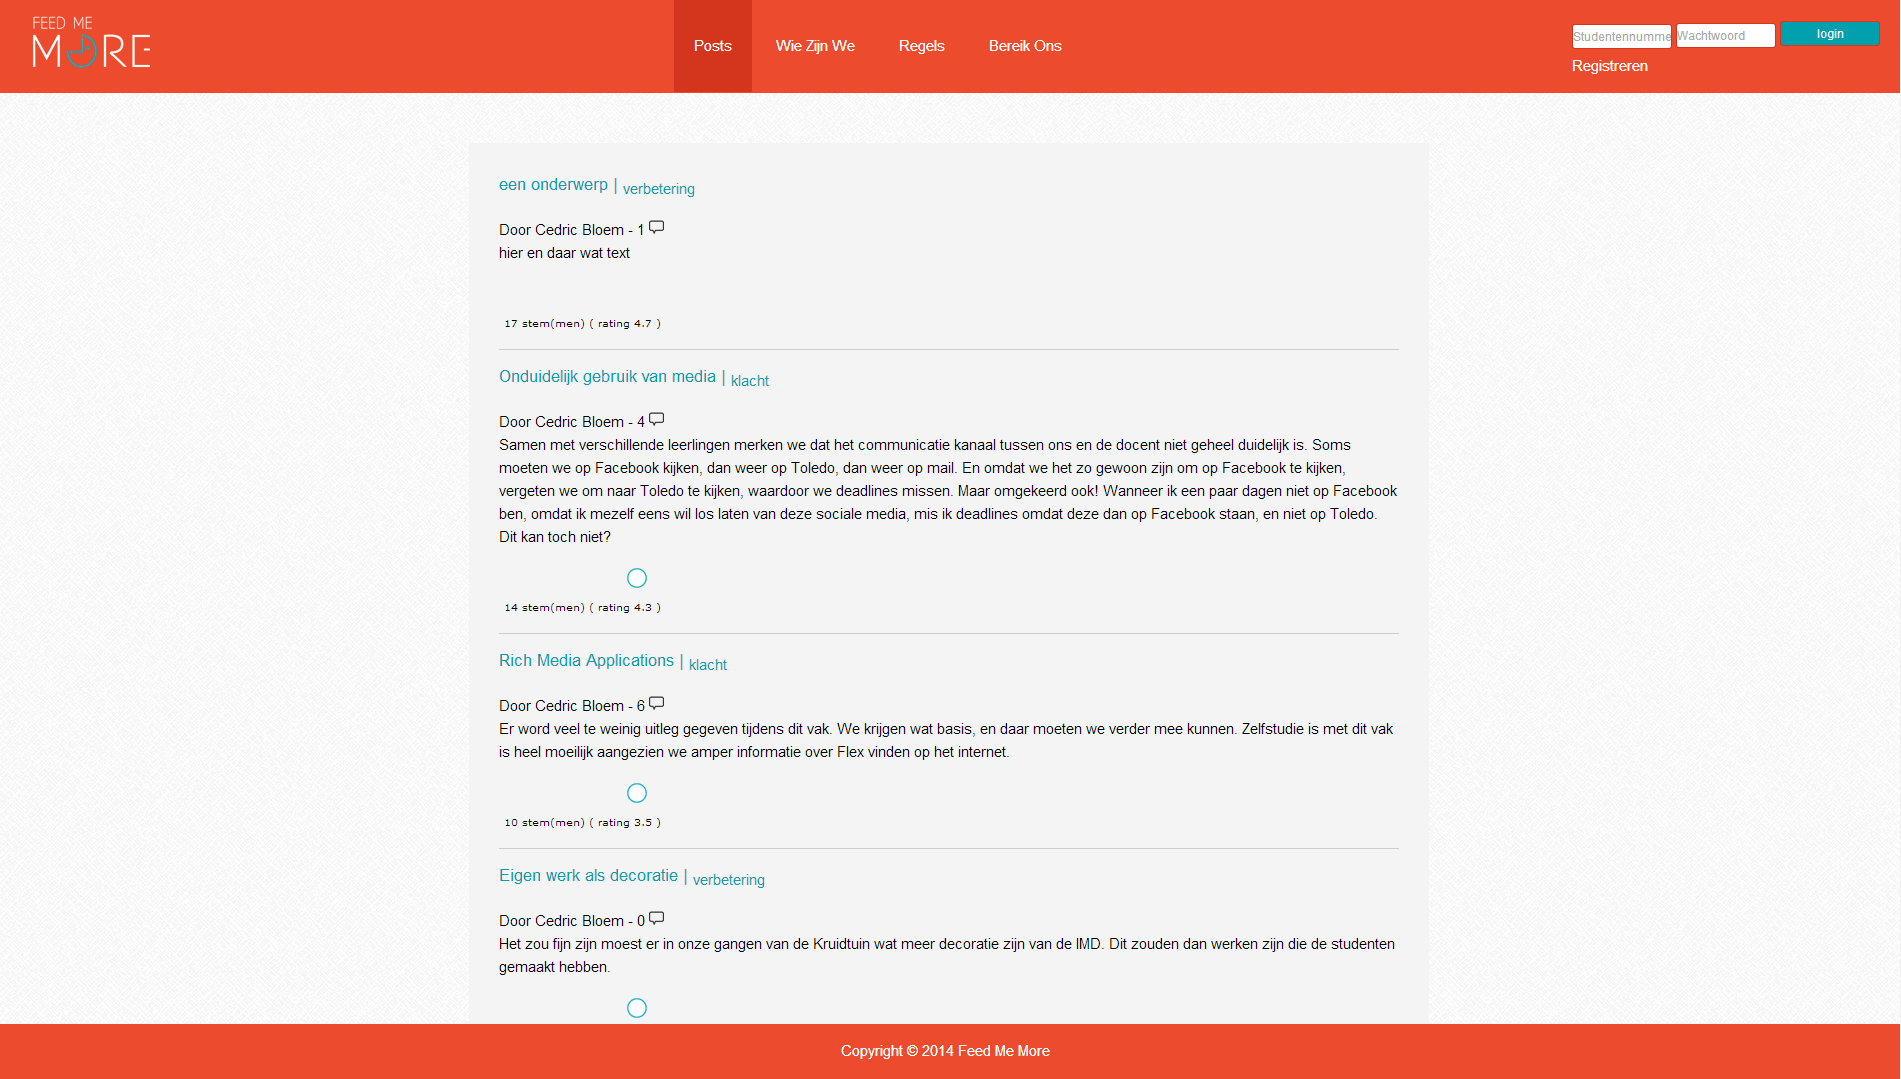 FEED ME
MORE
Posts
Wie Zijn We
Regels
Bereik Ons
Studentennumme
Wachtwoord
login
Registreren
een onderwerp | verbetering
Door Cedric Bloem - 1
hier en daar wat text
17 stem(men) ( rating 4.7 )
Onduidelijk gebruik van media | klacht
Door Cedric Bloem - 4
Samen met verschillende leerlingen merken we dat het communicatie kanaal tussen ons en de docent niet geheel duidelijk is. Soms
moeten we op Facebook kijken, dan weer op Toledo, dan weer op mail. En omdat we het zo gewoon zijn om op Facebook te kijken,
vergeten we om naar Toledo te kijken, waardoor we deadlines missen. Maar omgekeerd ook! Wanneer ik een paar dagen niet op Facebook
ben, omdat ik mezelf eens wil los laten van deze sociale media, mis ik deadlines omdat deze dan op Facebook staan, en niet op Toledo.
Dit kan toch niet?
14 stem(men) ( rating 4.3 )
Rich Media Applications | klacht
Door Cedric Bloem - 6
Er word veel te weinig uitleg gegeven tijdens dit vak. We krijgen wat basis, en daar moeten we verder mee kunnen. Zelfstudie is met dit vak
is heel moeilijk aangezien we amper informatie over Flex vinden op het internet.
10 stem(men) ( rating 3.5 )
Eigen werk als decoratie | verbetering
Door Cedric Bloem - 0
Het zou fijn zijn moest er in onze gangen van de Kruidtuin wat meer decoratie zijn van de IMD. Dit zouden dan werken zijn die de studenten
gemaakt hebben.
Copyright © 2014 Feed Me More